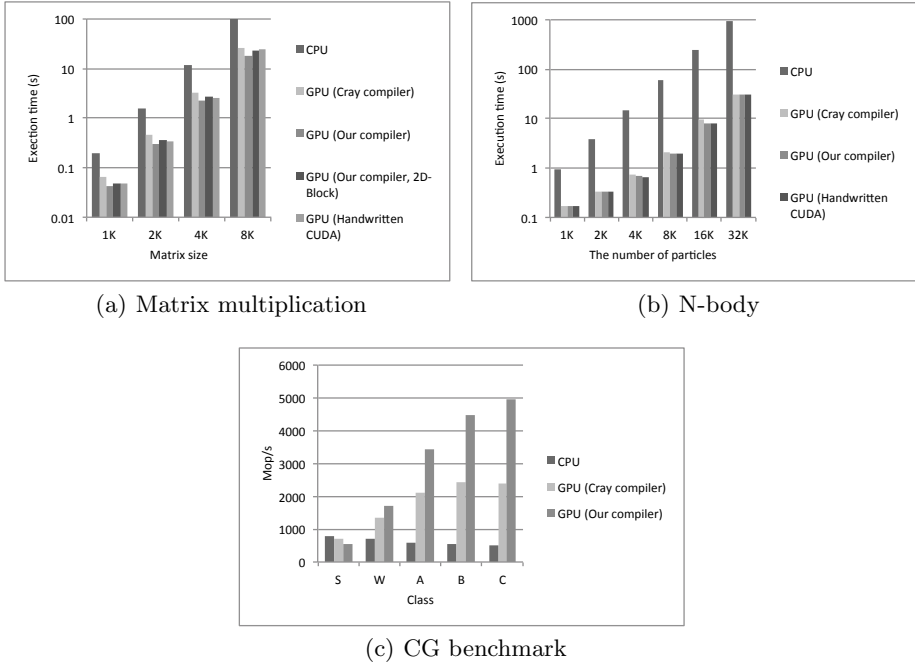 100
10
1
0.1
0.01
Exection time (s)
1K 2K 4K 8K
Matrix size
CPU
GPU (Cray compiler)
GPU (Our compiler)
GPU (Our compiler, 2D-
Block)
GPU (Handwritten
CUDA)
(a) Matrix multiplication
1000
100
10
1
0.1
Execution time (s)
1K 2K 4K 8K 16K 32K
The number of particles
CPU
GPU (Cray compiler)
GPU (Our compiler)
GPU (Handwritten
CUDA)
(b) N-body
6000
5000
4000
3000
2000
1000
0
Mop/s
S W A B C
Class
CPU
GPU (Cray compiler)
GPU (Our compiler)
(c) CG benchmark